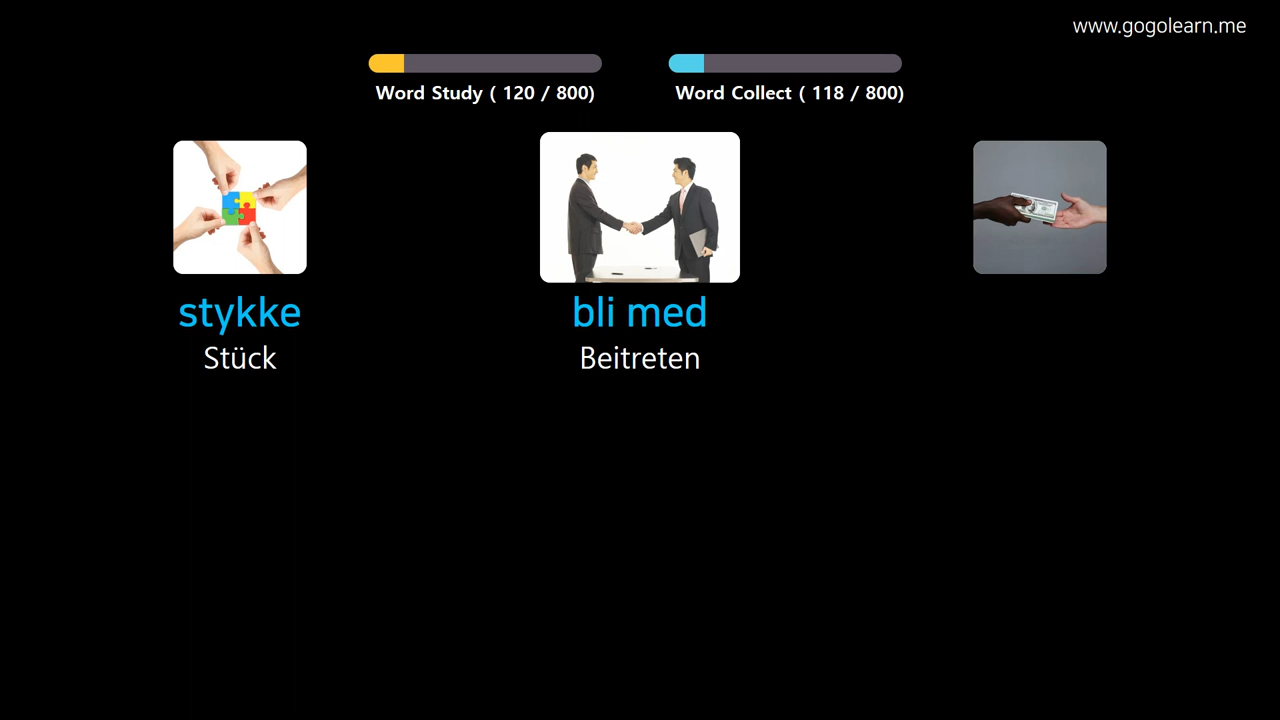 www.gogolearn.me
Word Study ( 120 / 800)
Word Collect ( 118 / 800)
stykke
Stück
bli med
Beitreten